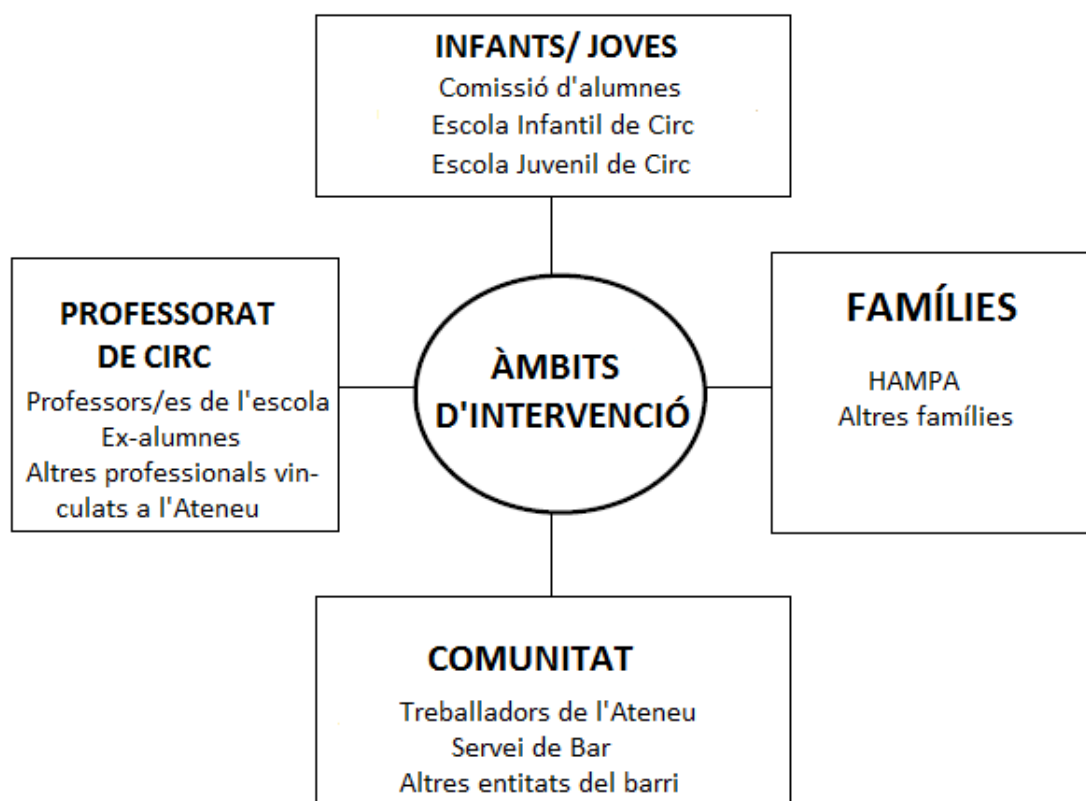 INFANTS/ JOVES
Comissió d'alumnes
Escola Infantil de Circ
Escola Juvenil de Circ
PROFESSORAT
DE CIRC
Professors/es de l'escola
Ex-alumnes
Altres professionals vin-
culats a l'Ateneu
ÀMBITS
D'INTERVENCIÓ
FAMÍLIES
HAMPA
Altres famílies
COMUNITAT
Treballadors de l'Ateneu
Servei de Bar
Altres entitats del barri